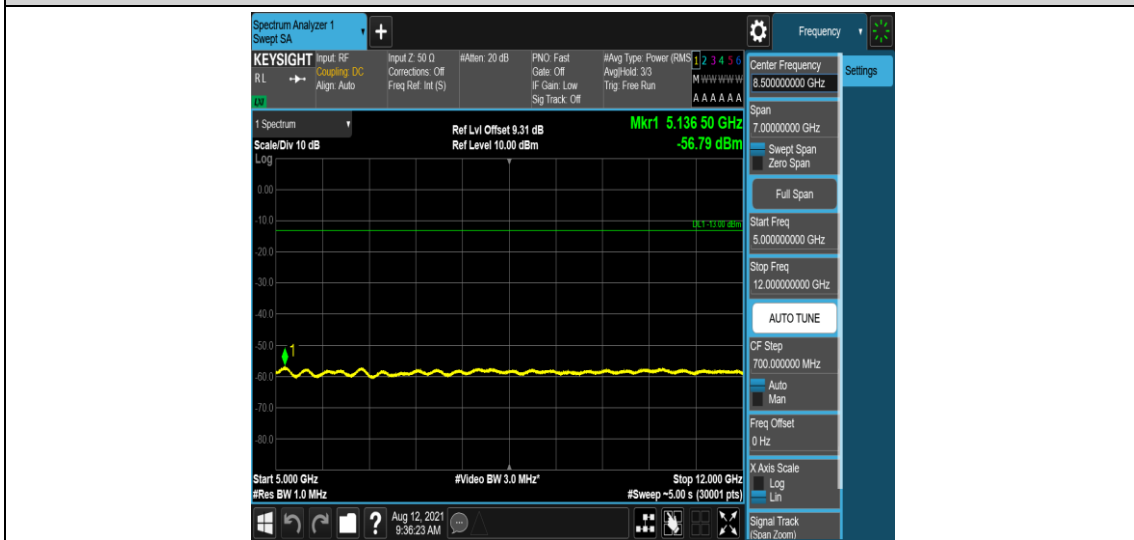 Spectrum Analyzer 1
Swept SA
Frequency
KEYSIGHT
RL
LXI
Input: RF
Coupling: DC
Align: Auto
Input Z: 50 Ω
Corrections: Off
Freq Ref: Int (S)
#Atten: 20 dB
PNO: Fast
Gate: Off
IF Gain: Low
Sig Track: Off
#Avg Type: Power (RMS
Avg|Hold: 3/3
Trig: Free Run
1 2 3 4 5 6
M W W W W W
A A A A A A
1 Spectrum
Scale/Div 10 dB
Ref Lvl Offset 9.31 dB
Ref Level 10.00 dBm
Mkr1 5.136 50 GHz
-56.79 dBm
Log
0.00
-10.0
DL1 -13.00 dBm
-20.0
-30.0
-40.0
-50.0
1
-60.0
-70.0
-80.0
Start 5.000 GHz
#Video BW 3.0 MHz*
Stop 12.000 GHz
#Res BW 1.0 MHz
#Sweep ~5.00 s (30001 pts)
?
Aug 12, 2021
9:36:23 AM
Center Frequency
8.500000000 GHz
Settings
Span
7.00000000 GHz
Swept Span
Zero Span
Full Span
Start Freq
5.000000000 GHz
Stop Freq
12.000000000 GHz
AUTO TUNE
CF Step
700.000000 MHz
Auto
Man
Freq Offset
0 Hz
X Axis Scale
Log
Lin
Signal Track
(Span Zoom)